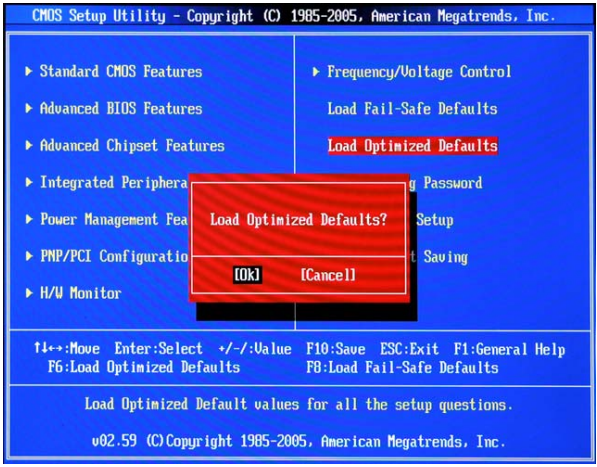 CMOS Setup Utility - Copyright (C) 1985-2005, American Megatrends, Inc.
Standard CMOS Features
Advanced BIOS Features
Advanced Chipset Features
Integrated Periphera
Power Management Fea
PNP/PCI Configuratio
H/W Monitor
Frequency/Voltage Control
Load Fail-Safe Defaults
Load Optimized Defaults
g Password
Setup
t Saving
Load Optimized Defaults?
[Ok] [Cancel]
↑↓↔:Move Enter:Select +/-/:Value F10:Save ESC:Exit F1:General Help
F6:Load Optimized Defaults F8:Load Fail-Safe Defaults
Load Optimized Default values for all the setup questions.
v02.59 (C)Copyright 1985-2005, American Megatrends, Inc.